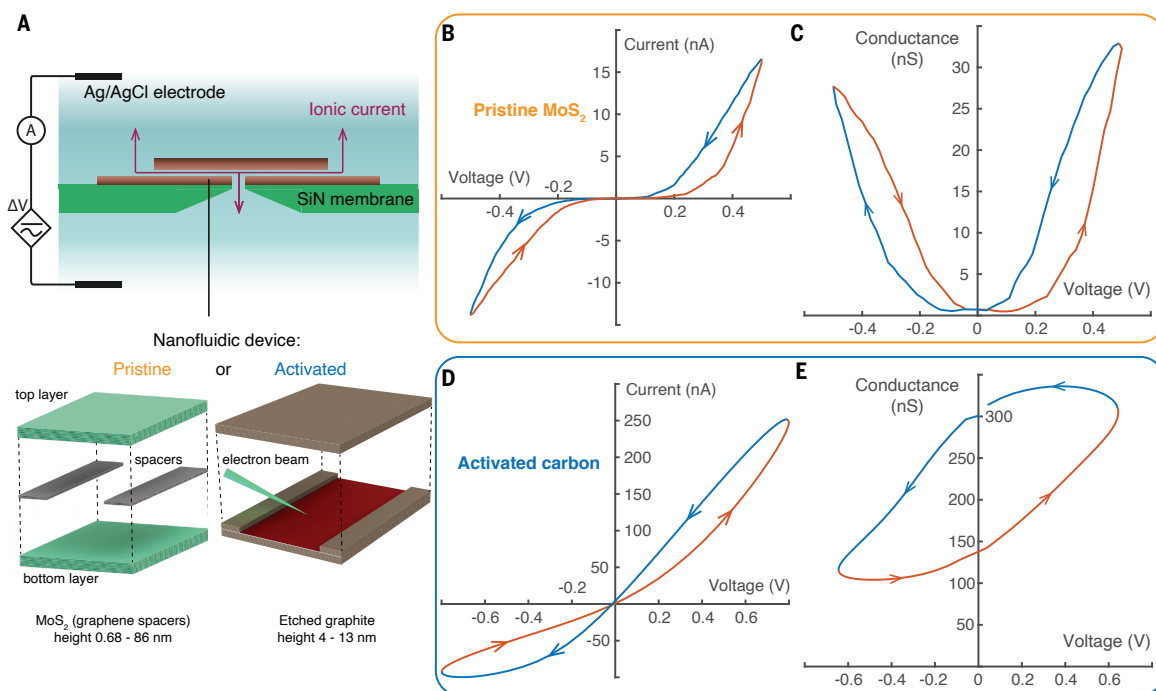 A
Ag/AgCl electrode
Ionic current
A
ΔV
SiN membrane
Nanofluidic device:
Pristine or Activated
top layer
spacers
electron beam
bottom layer
MoS₂ (graphene spacers)
height 0.68 - 86 nm
Etched graphite
height 4 - 13 nm
B
Current (nA)
Pristine MoS₂
15
10
5
Voltage (V)
-0.2
-0.4
0.2
0.4
-5
-10
C
Conductance
(nS)
30
25
20
15
10
5
Voltage (V)
-0.4
-0.2
0
0.2
0.4
D
Current (nA)
Activated carbon
250
200
150
100
50
Voltage (V)
-0.2
-0.6
-0.4
0
0.2
0.4
0.6
-50
E
Conductance
(nS)
300
250
200
150
100
50
Voltage (V)
-0.6
-0.4
-0.2
0
0.2
0.4
0.6